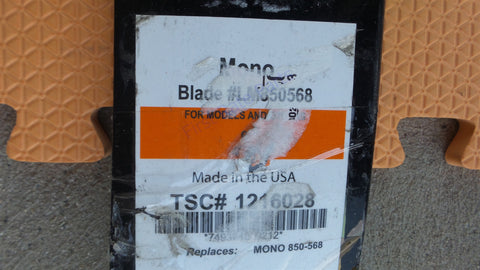 Mono
Blade #LM850568
FOR MODELS AND
Made in the USA
TSC# 1216028
Replaces: MONO 850-568